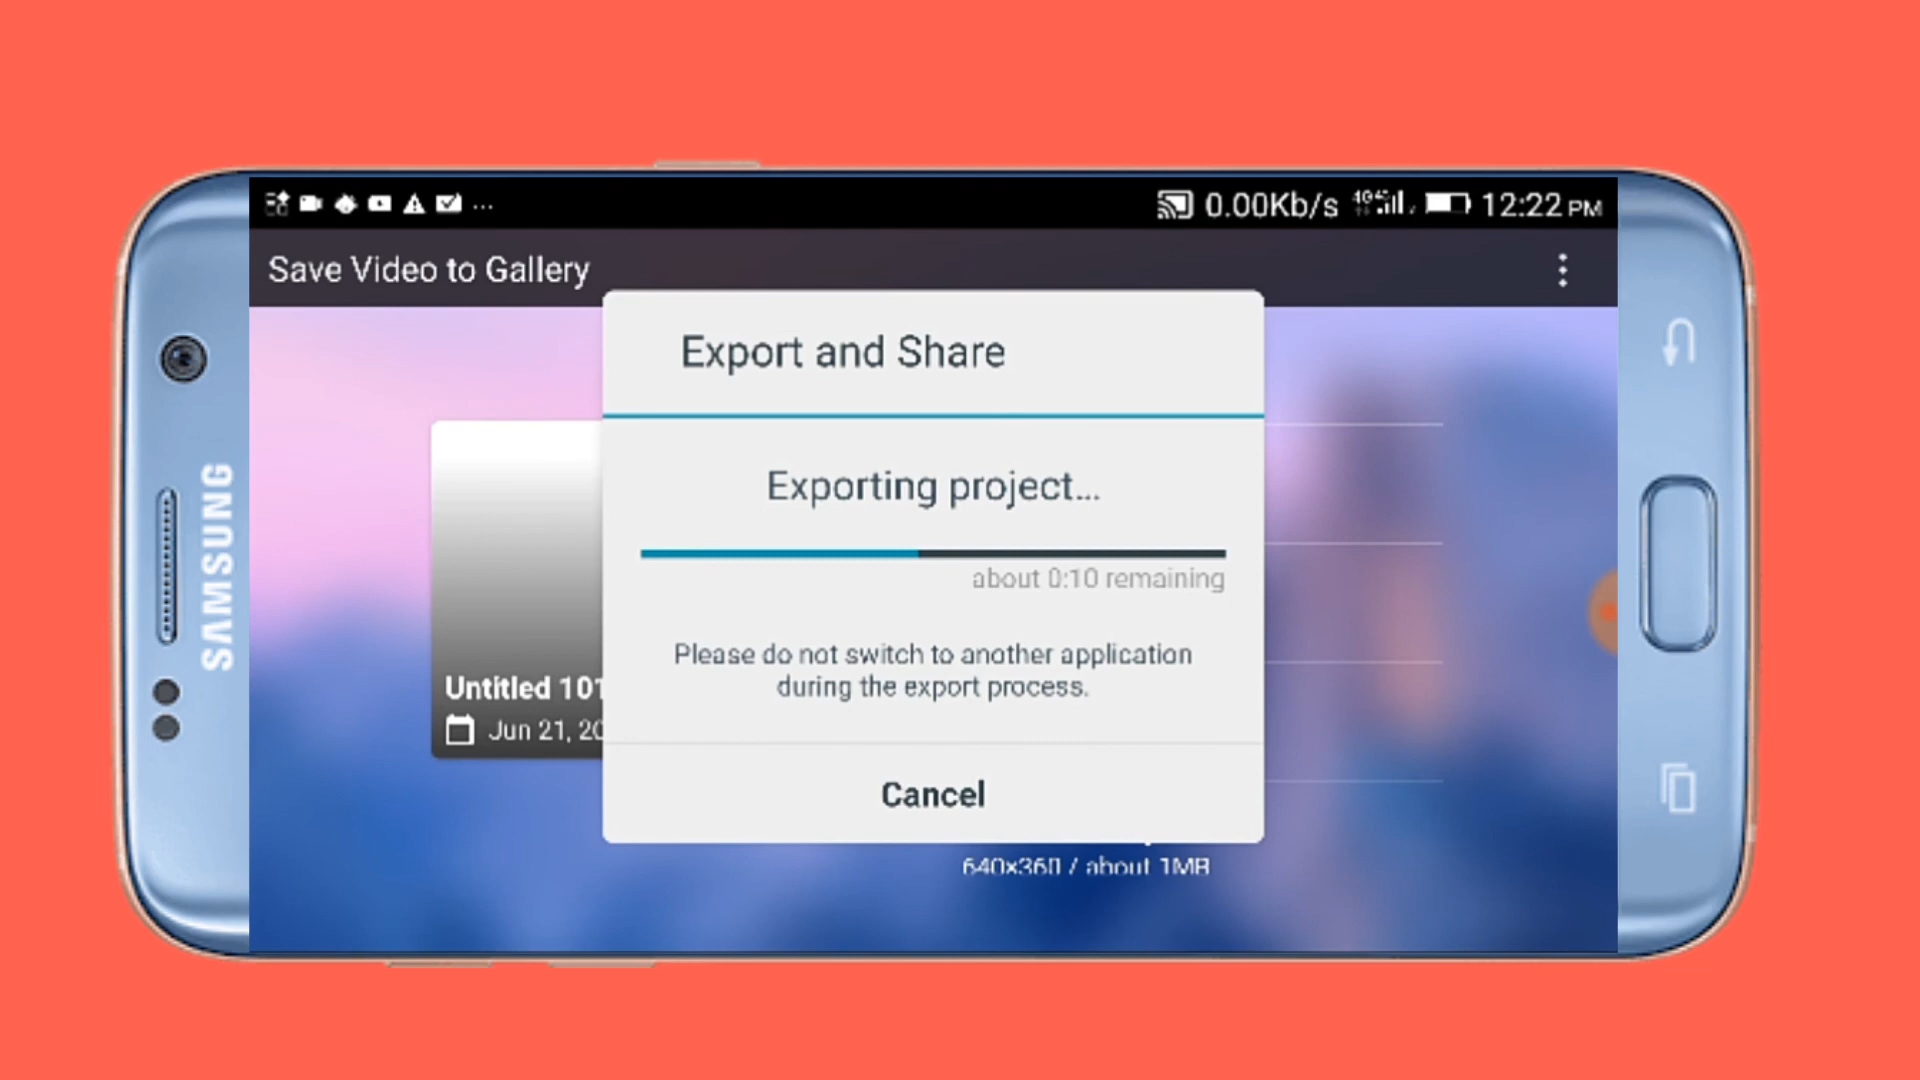 0.00Kb/s 12:22 PM
Save Video to Gallery
Export and Share
Exporting project...
about 0:10 remaining
Please do not switch to another application
during the export process.
Cancel
Untitled 101
Jun 21, 20
640x360 / about 1MB
SAMSUNG